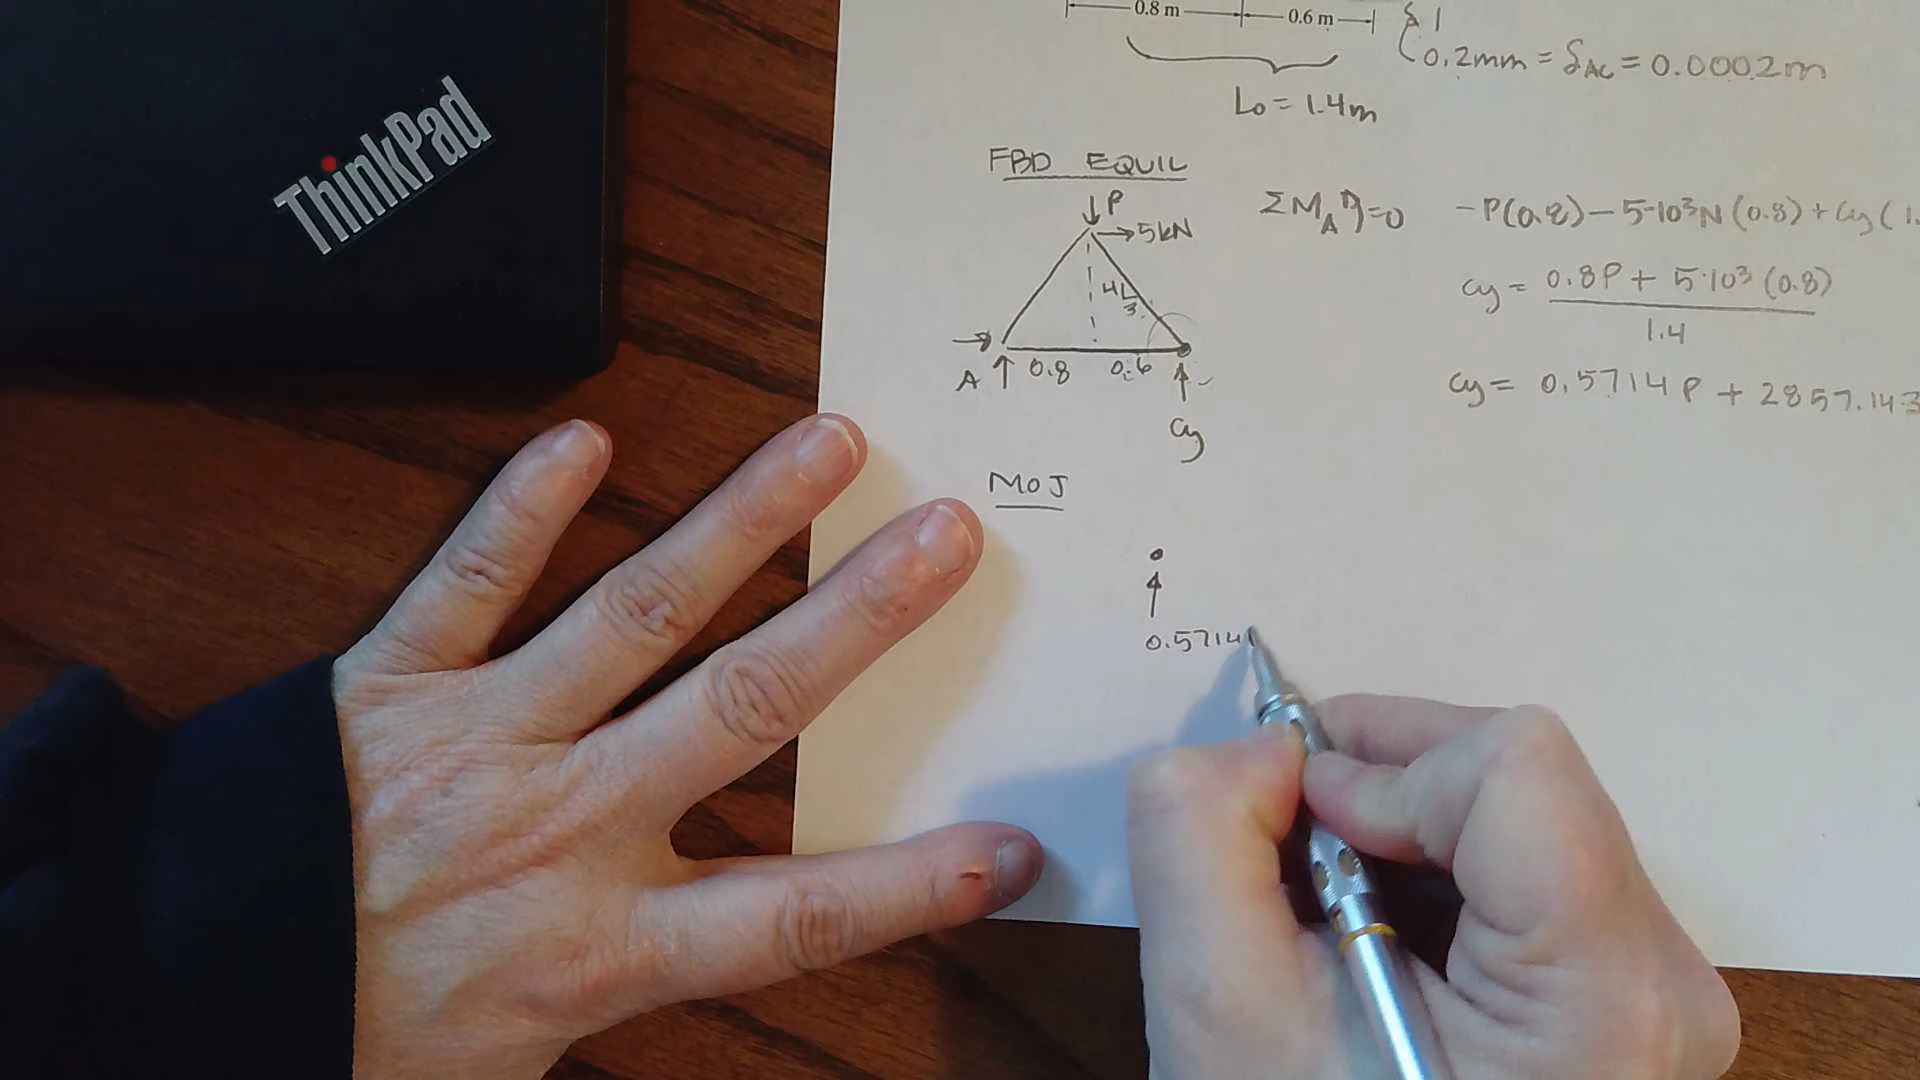 ThinkPad
0.8 m 0.6 m
0.2mm = δAC = 0.0002m
Lo = 1.4m
FBD EQUIL
P
5kN
4
3
A 0.8 0.6
Cy
ΣMA = 0 -P(0.8) - 5·10³N (0.8) + Cy (1.
Cy = 0.8P + 5·10³ (0.8)
1.4
Cy = 0.5714P + 2857.143
MOJ
0.5714